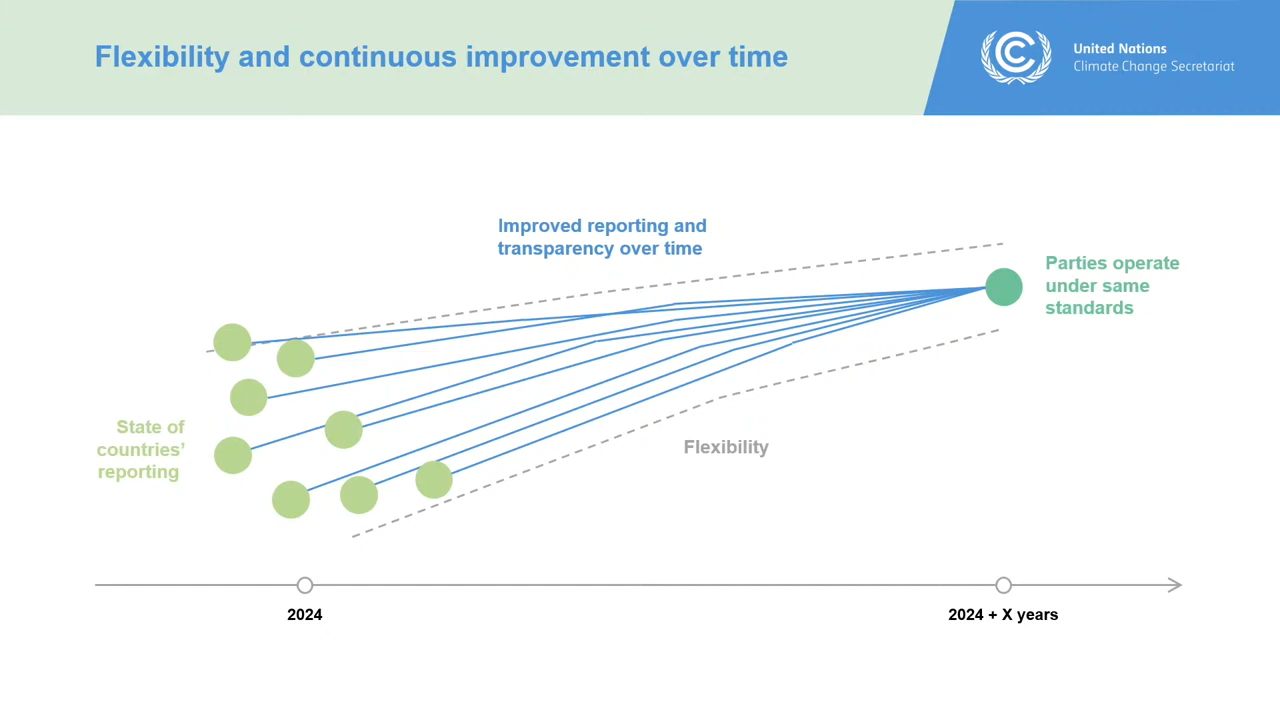 Flexibility and continuous improvement over time
United Nations
Climate Change Secretariat
Improved reporting and
transparency over time
Parties operate
under same
standards
State of
countries’
reporting
Flexibility
2024
2024 + X years